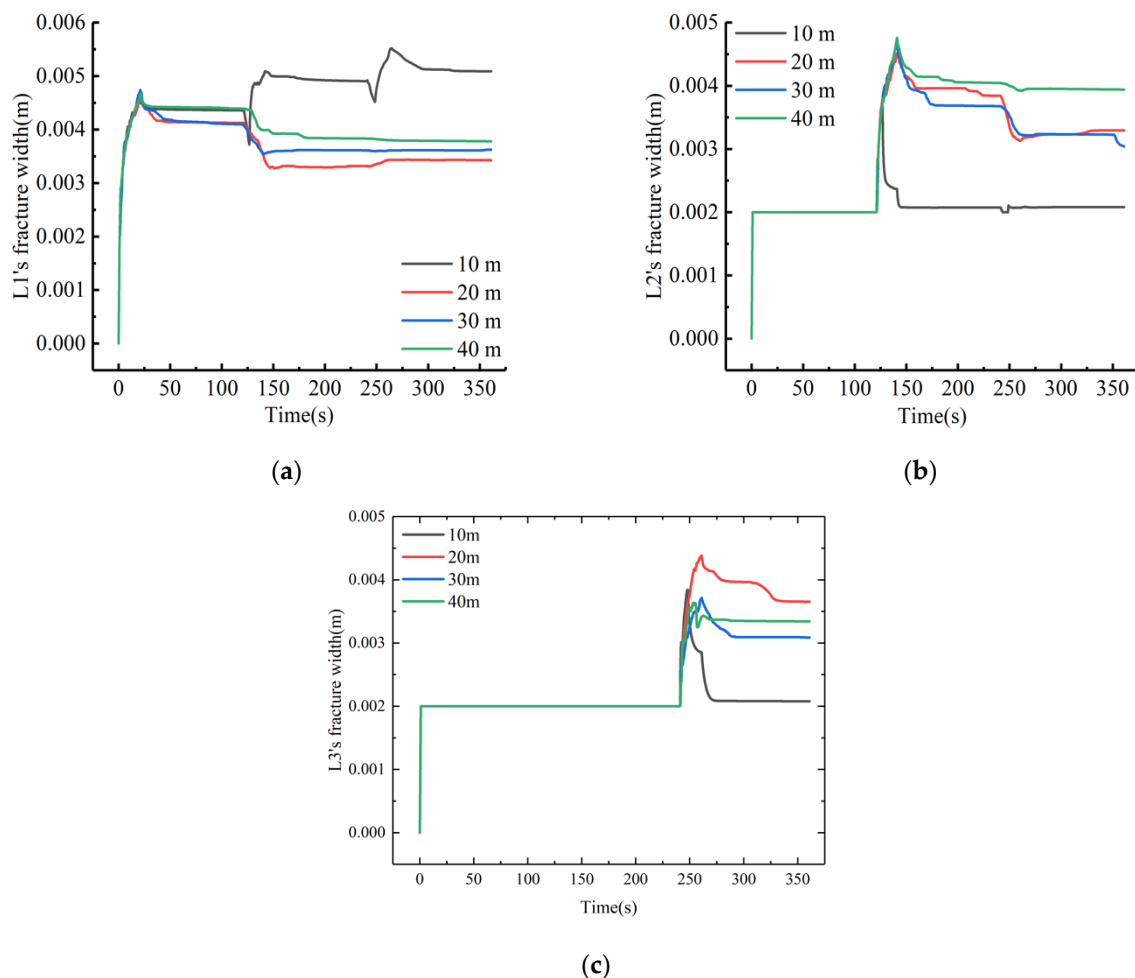 0.006
0.005
0.004
0.003
0.002
0.001
0.000
L1's fracture width(m)
10 m
20 m
30 m
40 m
0 50 100 150 200 250 300 350
Time(s)
(a)
0.005
0.004
0.003
0.002
0.001
0.000
L2's fracture width(m)
10 m
20 m
30 m
40 m
0 50 100 150 200 250 300 350
Time(s)
(b)
0.005
0.004
0.003
0.002
0.001
0.000
L3's fracture width(m)
10m
20m
30m
40m
0 50 100 150 200 250 300 350
Time(s)
(c)